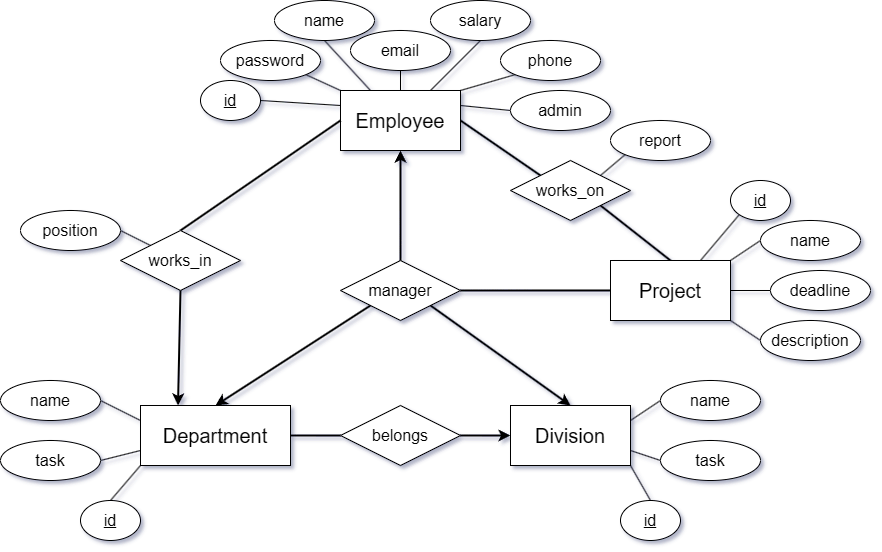 name
salary
email
password
phone
id
admin
Employee
report
works_on
id
position
name
works_in
manager
Project
deadline
description
name
name
Department
belongs
Division
task
task
id
id